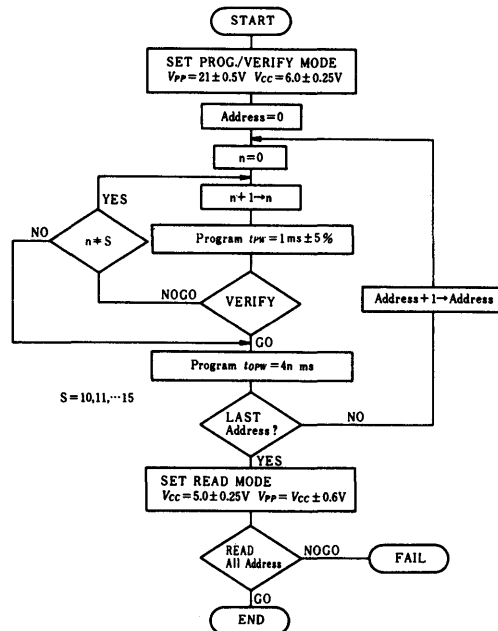 START
SET PROG./VERIFY MODE
VPP=21±0.5V VCC=6.0±0.25V
Address=0
n=0
n+1→n
YES
NO
n≠S
Program tPW=1ms±5%
NOGO
VERIFY
Address+1→Address
GO
Program tOPW=4n ms
S=10,11,…15
LAST
Address?
NO
YES
SET READ MODE
VCC=5.0±0.25V VPP=VCC±0.6V
READ
All Address
NOGO
FAIL
GO
END